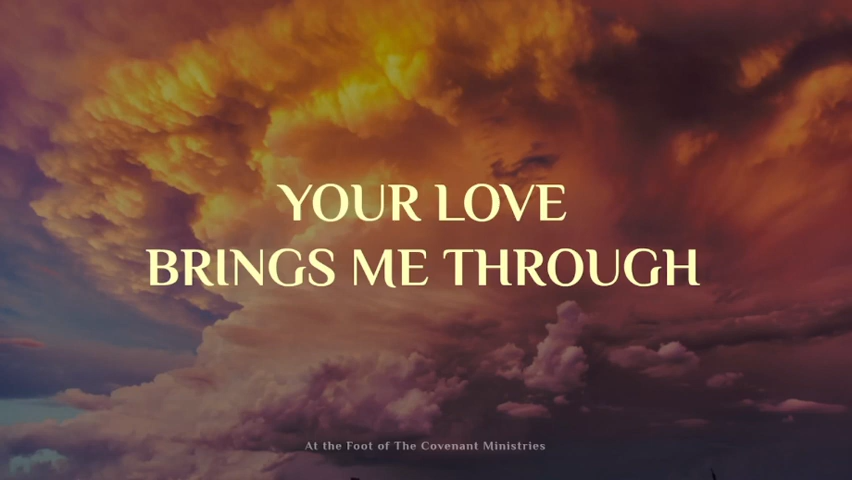 YOUR LOVE
BRINGS ME THROUGH
At the Foot of The Covenant Ministries